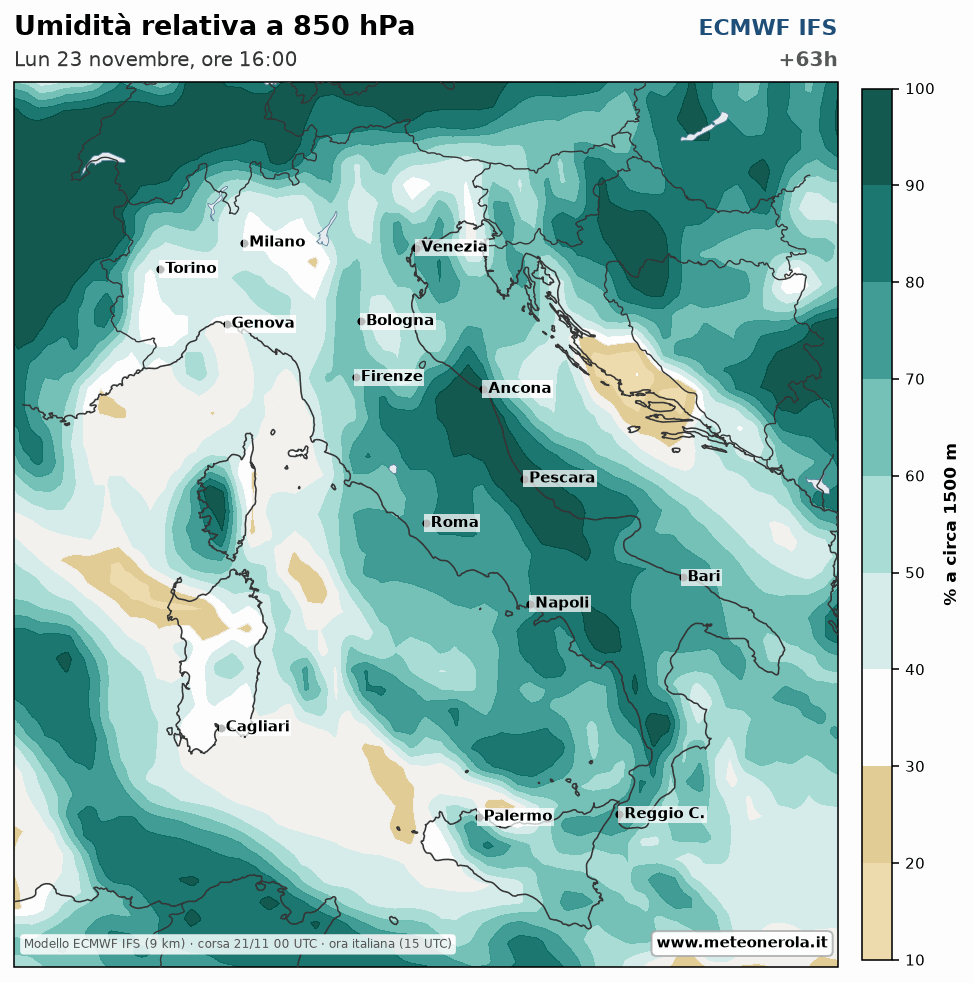 Umidità relativa a 850 hPa
ECMWF IFS
Lun 23 novembre, ore 16:00
+63h
Milano
Venezia
Torino
Genova
Bologna
Firenze
Ancona
Pescara
Roma
Bari
Napoli
Cagliari
Palermo
Reggio C.
100
90
80
70
60
50
40
30
20
10
% a circa 1500 m
Modello ECMWF IFS (9 km) · corsa 21/11 00 UTC · ora italiana (15 UTC)
www.meteonerola.it